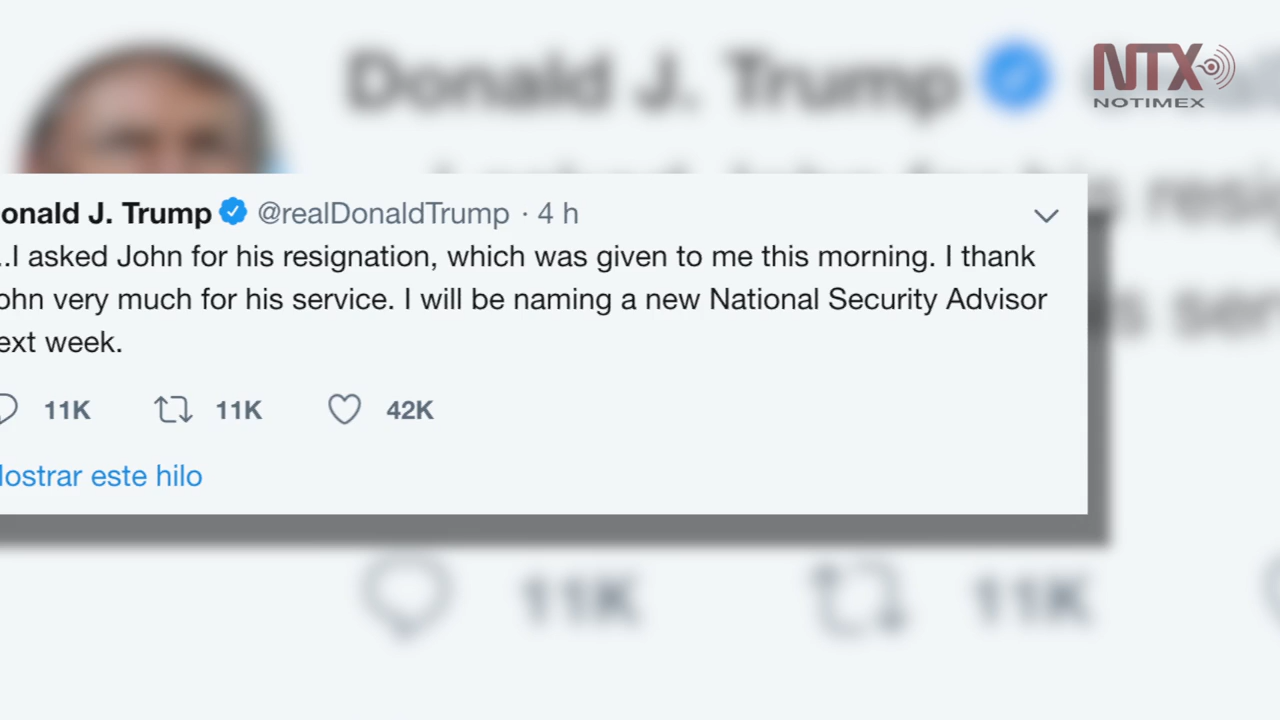 Donald J. Trump
NTX
NOTIMEX
onald J. Trump @realDonaldTrump · 4 h
..I asked John for his resignation, which was given to me this morning. I thank
ohn very much for his service. I will be naming a new National Security Advisor
ext week.
11K 11K 42K
ostrar este hilo
11K 11K